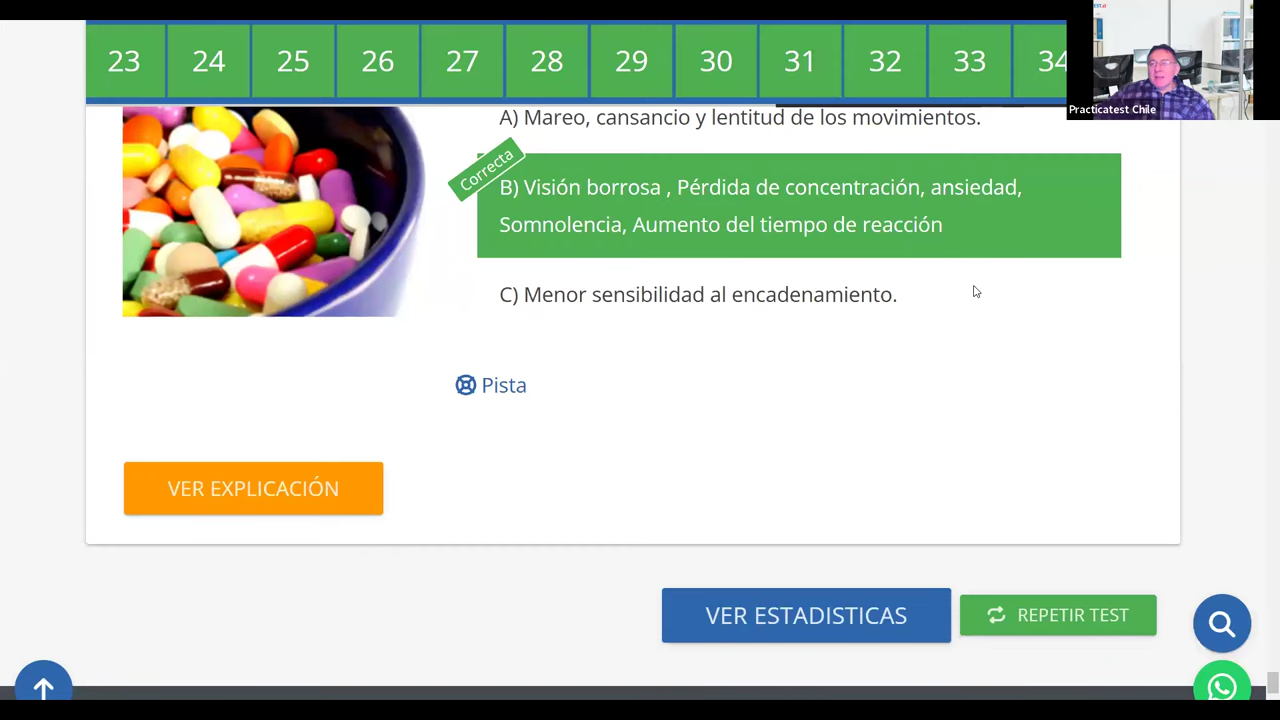 23 24 25 26 27 28 29 30 31 32 33 34
Practicatest Chile
A) Mareo, cansancio y lentitud de los movimientos.
Correcta
B) Visión borrosa , Pérdida de concentración, ansiedad,
Somnolencia, Aumento del tiempo de reacción
C) Menor sensibilidad al encadenamiento.
Pista
VER EXPLICACIÓN
VER ESTADISTICAS
REPETIR TEST